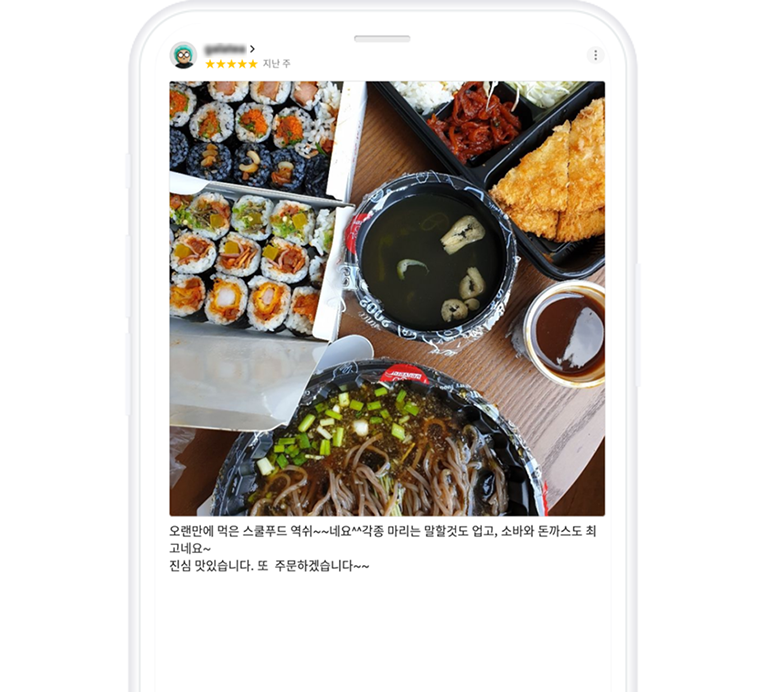 ★★★★★ 지난 주
2002
오랜만에 먹은 스쿨푸드 역쉬~~네요^^각종 마리는 말할것도 업고, 소바와 돈까스도 최
고네요~
진심 맛있습니다. 또  주문하겠습니다~~